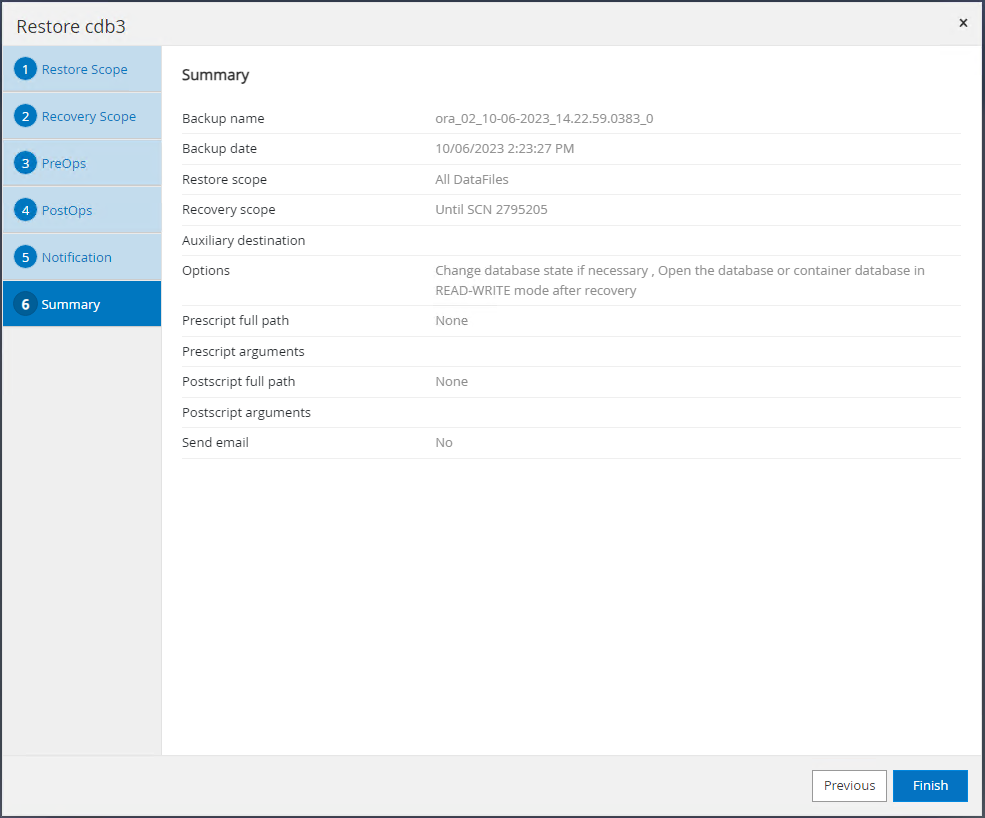 Restore cdb3
×
1 Restore Scope
2 Recovery Scope
3 PreOps
4 PostOps
5 Notification
6 Summary
Summary
Backup name ora_02_10-06-2023_14.22.59.0383_0
Backup date 10/06/2023 2:23:27 PM
Restore scope All DataFiles
Recovery scope Until SCN 2795205
Auxiliary destination
Options Change database state if necessary , Open the database or container database in
READ-WRITE mode after recovery
Prescript full path None
Prescript arguments
Postscript full path None
Postscript arguments
Send email No
Previous Finish